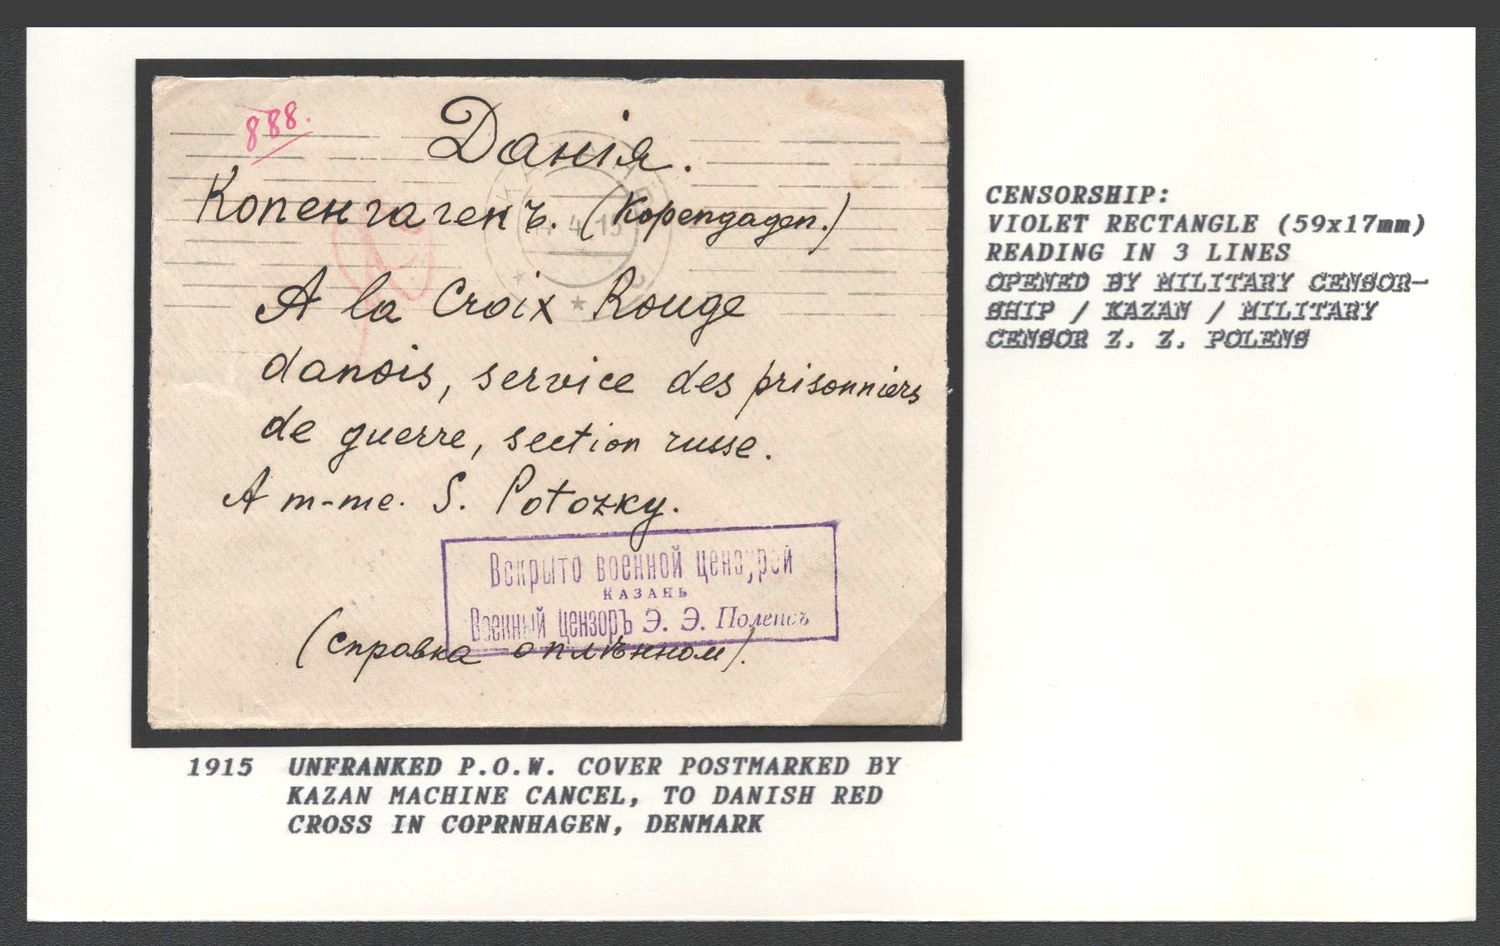 888.
Данія.
Копенгагенъ. (Kopengagen.)
4 15
A la Croix Rouge
danois, service des prisonniers
de guerre, section russe.
A m-me. S. Potozky.
Вскрыто военной цензурой
КАЗАНЬ
Военный цензоръ Э. Э. Поленсъ
(справка о плѣнном).
CENSORSHIP:
VIOLET RECTANGLE (59x17mm)
READING IN 3 LINES
OPENED BY MILITARY CENSOR-
SHIP / KAZAN / MILITARY
CENSOR Z. Z. POLENS
1915 UNFRANKED P.O.W. COVER POSTMARKED BY
KAZAN MACHINE CANCEL, TO DANISH RED
CROSS IN COPRNHAGEN, DENMARK